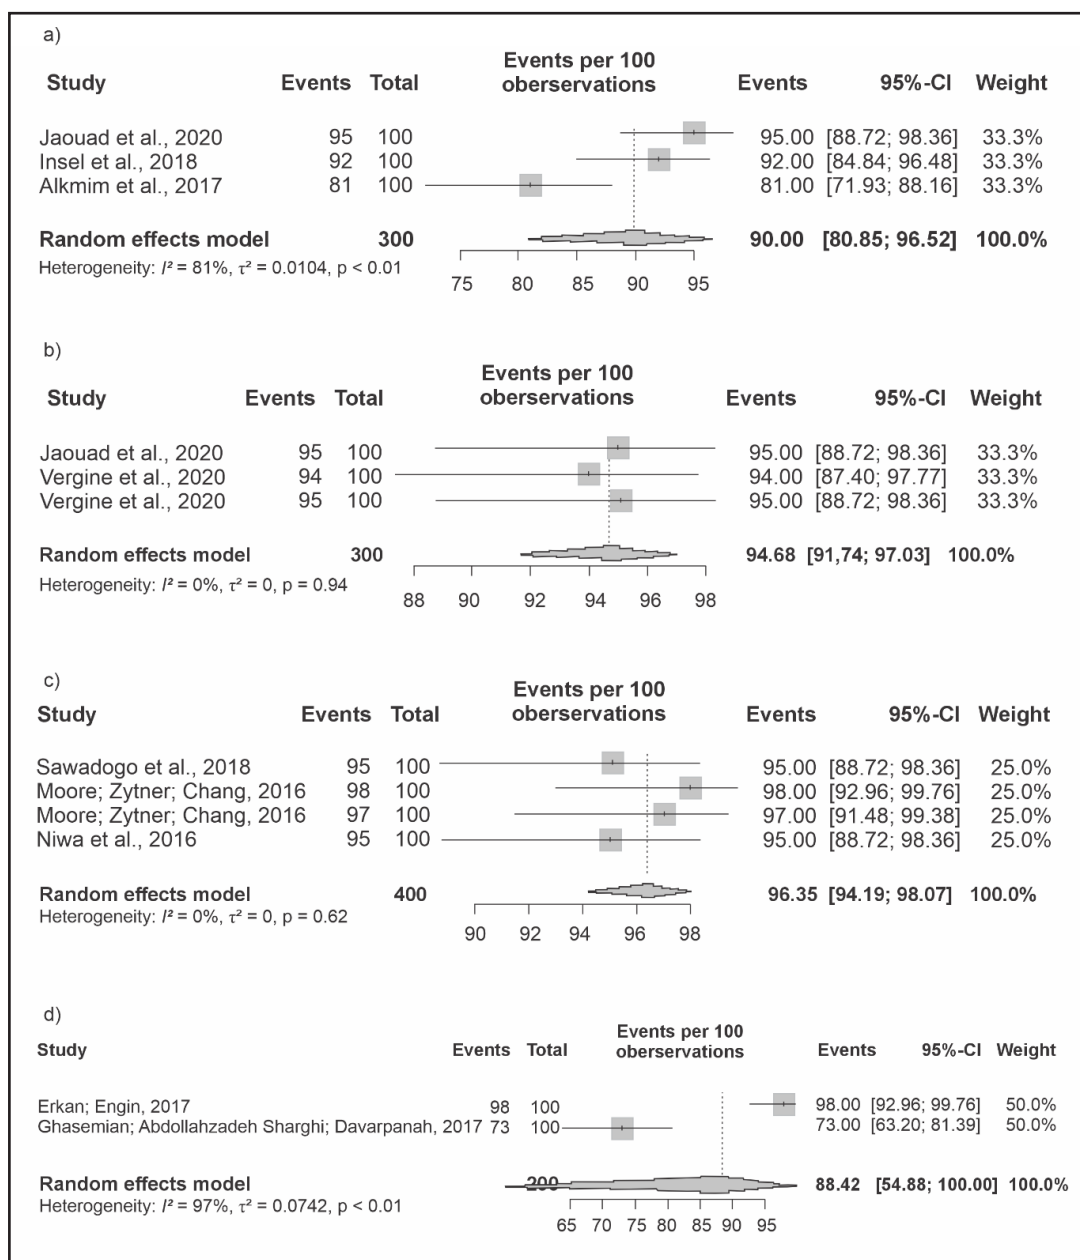 a)
Events per 100
Study Events Total oberservations Events 95%-CI Weight
Jaouad et al., 2020 95 100 95.00 [88.72; 98.36] 33.3%
Insel et al., 2018 92 100 92.00 [84.84; 96.48] 33.3%
Alkmim et al., 2017 81 100 81.00 [71.93; 88.16] 33.3%
Random effects model 300 90.00 [80.85; 96.52] 100.0%
Heterogeneity: I² = 81%, τ² = 0.0104, p < 0.01
75 80 85 90 95
b)
Events per 100
Study Events Total oberservations Events 95%-CI Weight
Jaouad et al., 2020 95 100 95.00 [88.72; 98.36] 33.3%
Vergine et al., 2020 94 100 94.00 [87.40; 97.77] 33.3%
Vergine et al., 2020 95 100 95.00 [88.72; 98.36] 33.3%
Random effects model 300 94.68 [91,74; 97.03] 100.0%
Heterogeneity: I² = 0%, τ² = 0, p = 0.94
88 90 92 94 96 98
c)
Events per 100
Study Events Total oberservations Events 95%-CI Weight
Sawadogo et al., 2018 95 100 95.00 [88.72; 98.36] 25.0%
Moore; Zytner; Chang, 2016 98 100 98.00 [92.96; 99.76] 25.0%
Moore; Zytner; Chang, 2016 97 100 97.00 [91.48; 99.38] 25.0%
Niwa et al., 2016 95 100 95.00 [88.72; 98.36] 25.0%
Random effects model 400 96.35 [94.19; 98.07] 100.0%
Heterogeneity: I² = 0%, τ² = 0, p = 0.62
90 92 94 96 98
d)
Events per 100
Study Events Total oberservations Events 95%-CI Weight
Erkan; Engin, 2017 98 100 98.00 [92.96; 99.76] 50.0%
Ghasemian; Abdollahzadeh Sharghi; Davarpanah, 2017 73 100 73.00 [63.20; 81.39] 50.0%
Random effects model 200 88.42 [54.88; 100.00] 100.0%
Heterogeneity: I² = 97%, τ² = 0.0742, p < 0.01
65 70 75 80 85 90 95